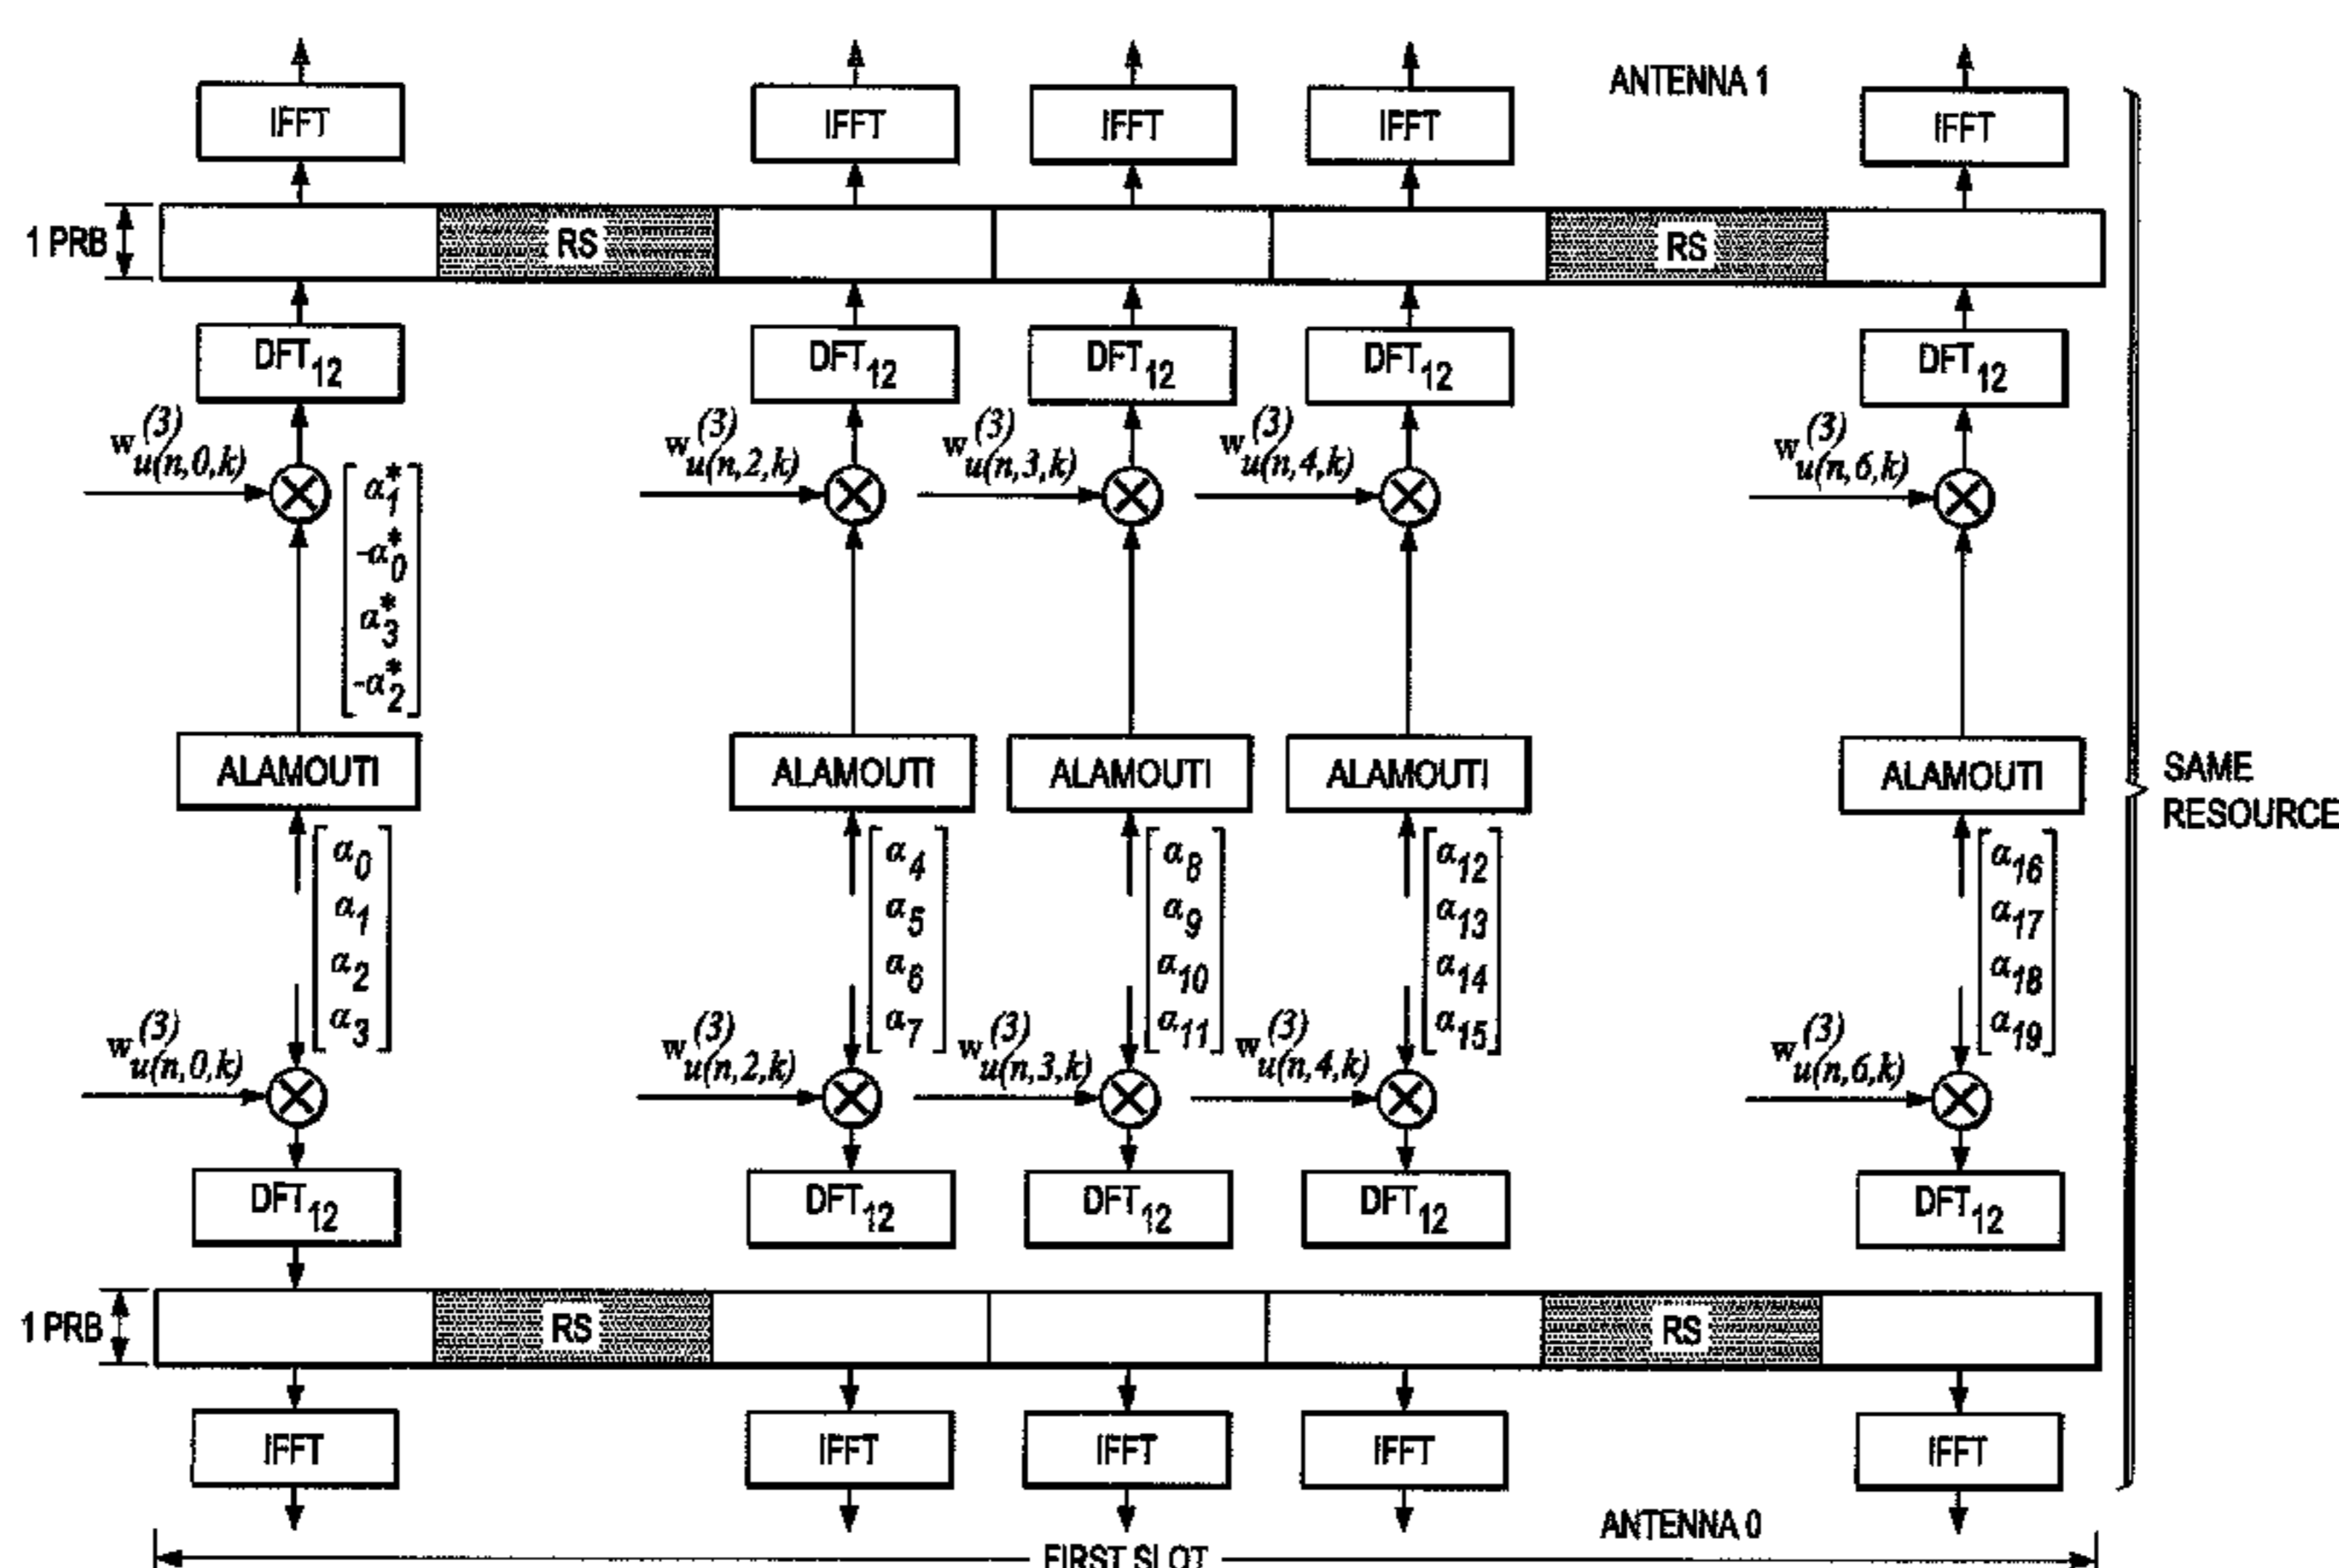 ANTENNA 1
IFFT IFFT IFFT IFFT IFFT
1 PRB RS RS
DFT12 DFT12 DFT12 DFT12 DFT12
w(3)u(n,0,k) w(3)u(n,2,k) w(3)u(n,3,k) w(3)u(n,4,k) w(3)u(n,6,k)
α*1
-α*0
α*3
-α*2
ALAMOUTI ALAMOUTI ALAMOUTI ALAMOUTI ALAMOUTI
SAME
RESOURCE
α0 α4 α8 α12 α16
α1 α5 α9 α13 α17
α2 α6 α10 α14 α18
α3 α7 α11 α15 α19
w(3)u(n,0,k) w(3)u(n,2,k) w(3)u(n,3,k) w(3)u(n,4,k) w(3)u(n,6,k)
DFT12 DFT12 DFT12 DFT12 DFT12
1 PRB RS RS
IFFT IFFT IFFT IFFT IFFT
ANTENNA 0
FIRST SLOT